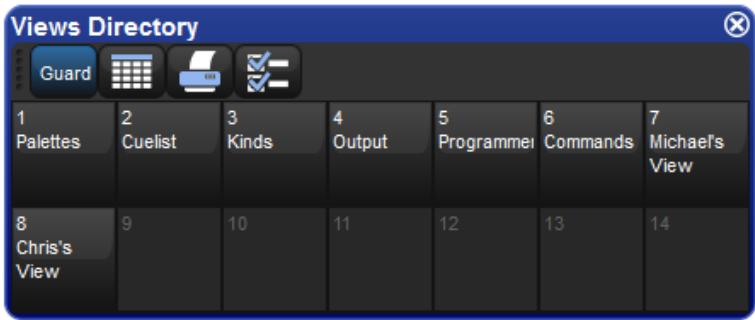 Views Directory
Guard
1 2 3 4 5 6 7
Palettes Cuelist Kinds Output Programmer Commands Michael's
View
8 9 10 11 12 13 14
Chris's
View